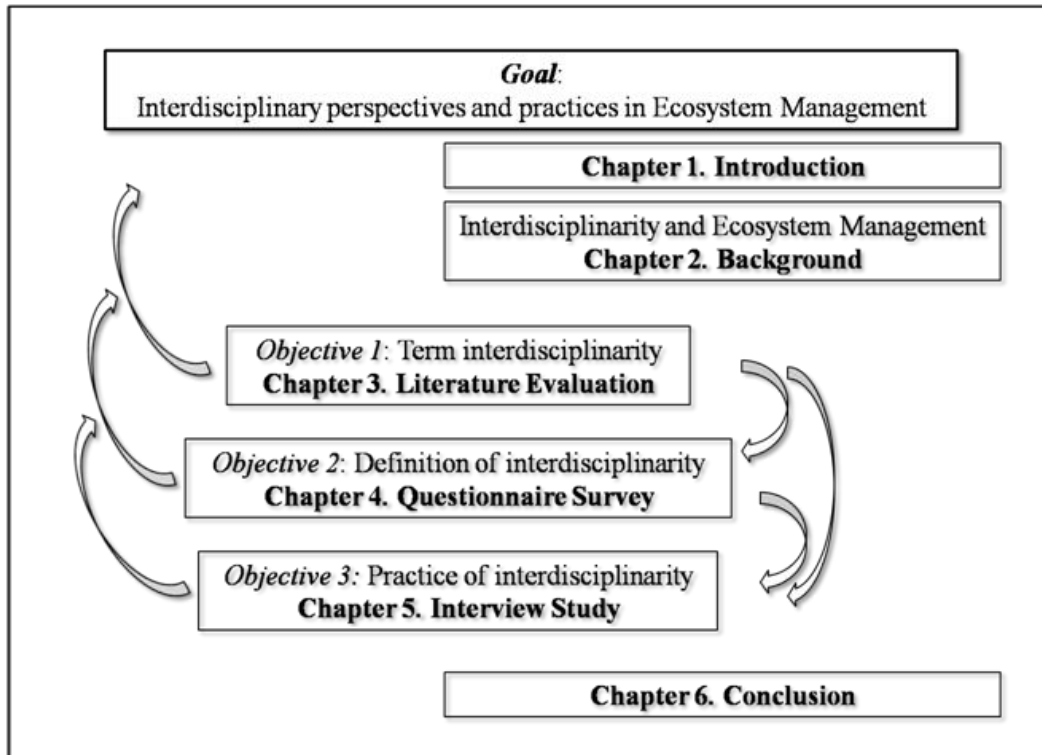 Goal:
Interdisciplinary perspectives and practices in Ecosystem Management
Chapter 1. Introduction
Interdisciplinarity and Ecosystem Management
Chapter 2. Background
Objective 1: Term interdisciplinarity
Chapter 3. Literature Evaluation
Objective 2: Definition of interdisciplinarity
Chapter 4. Questionnaire Survey
Objective 3: Practice of interdisciplinarity
Chapter 5. Interview Study
Chapter 6. Conclusion